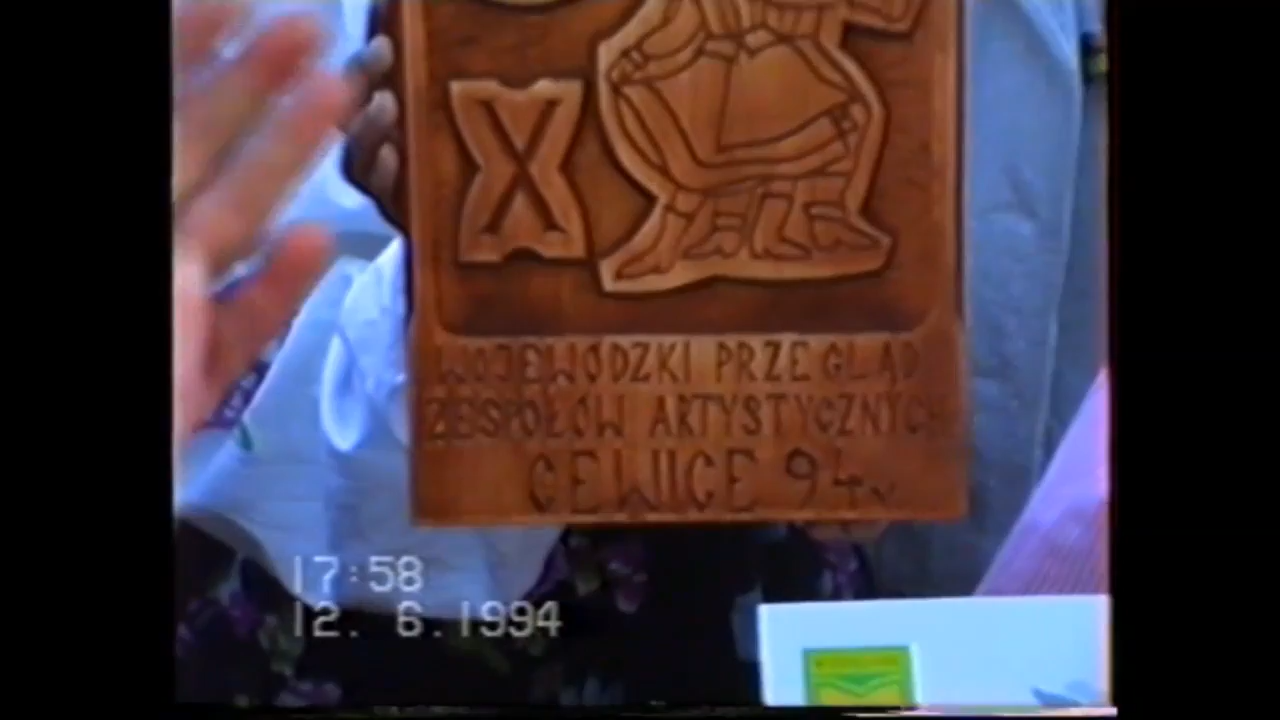 X
WOJEWÓDZKI PRZEGLĄD
ZESPOŁÓW ARTYSTYCZNYCH
CEWICE 94r
17:58
12. 6.1994